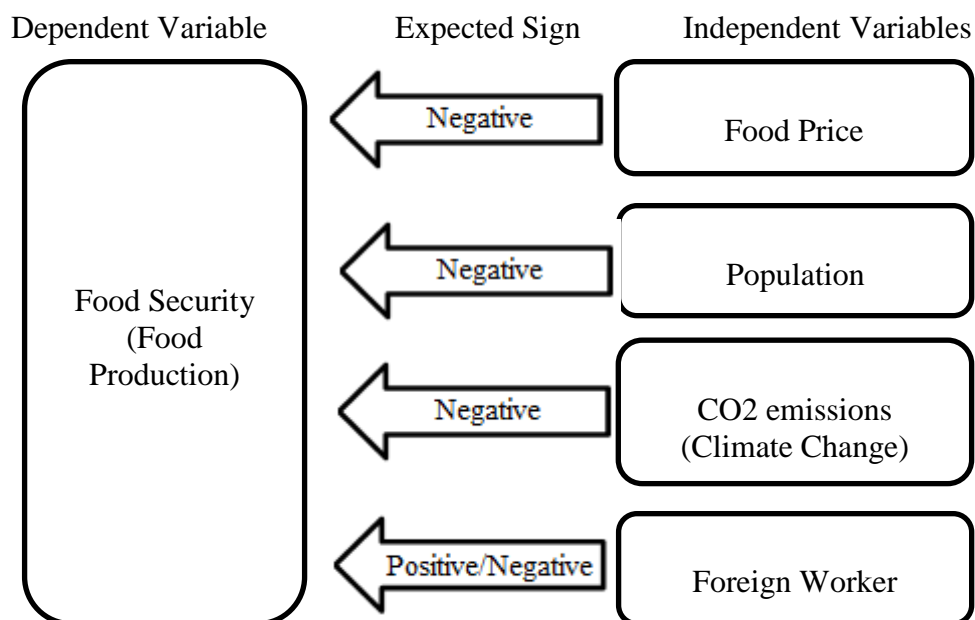 Dependent Variable
Expected Sign
Independent Variables
Negative
Food Price
Negative
Population
Food Security
(Food
Production)
Negative
CO2 emissions
(Climate Change)
Positive/Negative
Foreign Worker